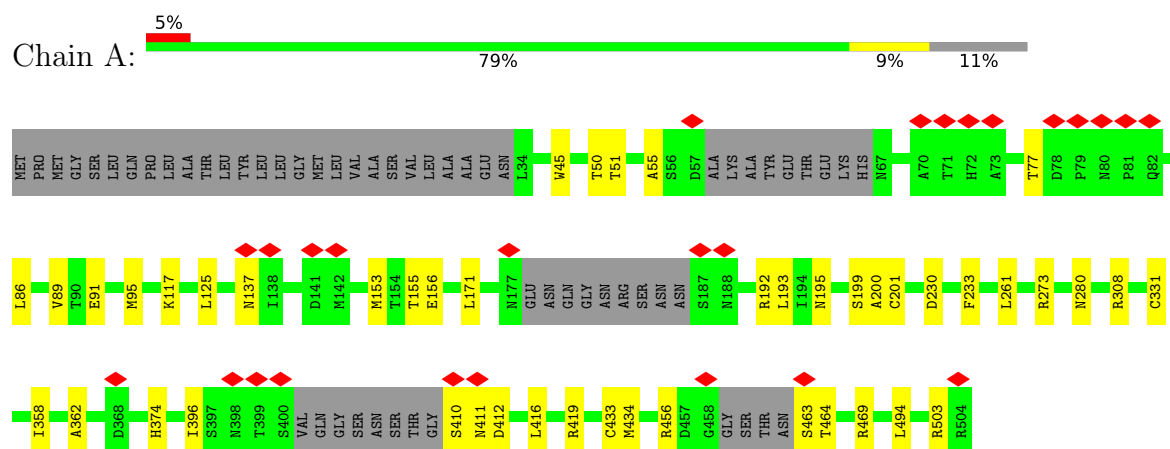 5%
Chain A:
79% 9% 11%
MET PRO MET GLY SER LEU GLN PRO LEU ALA THR LEU TYR LEU LEU GLY MET LEU VAL ALA SER VAL LEU ALA ALA GLU ASN L34 W45 T50 T51 A55 S56 D57 ALA LYS ALA TYR GLU THR GLU LYS HIS N67 A70 T71 H72 A73 T77 D78 P79 N80 P81 Q82
L86 V89 T90 E91 M95 K117 L125 N137 I138 D141 M142 M153 T154 T155 E156 L171 N177 GLU ASN GLN GLY ASN ARG SER ASN ASN S187 N188 R192 L193 I194 N195 S199 A200 C201 D230 F233 L261 R273 N280 R308 C331
I358 A362 D368 H374 I396 S397 N398 T399 S400 VAL GLN GLY SER ASN SER THR GLY S410 N411 D412 L416 R419 C433 M434 R456 D457 G458 GLY SER THR ASN S463 T464 R469 L494 R503 R504